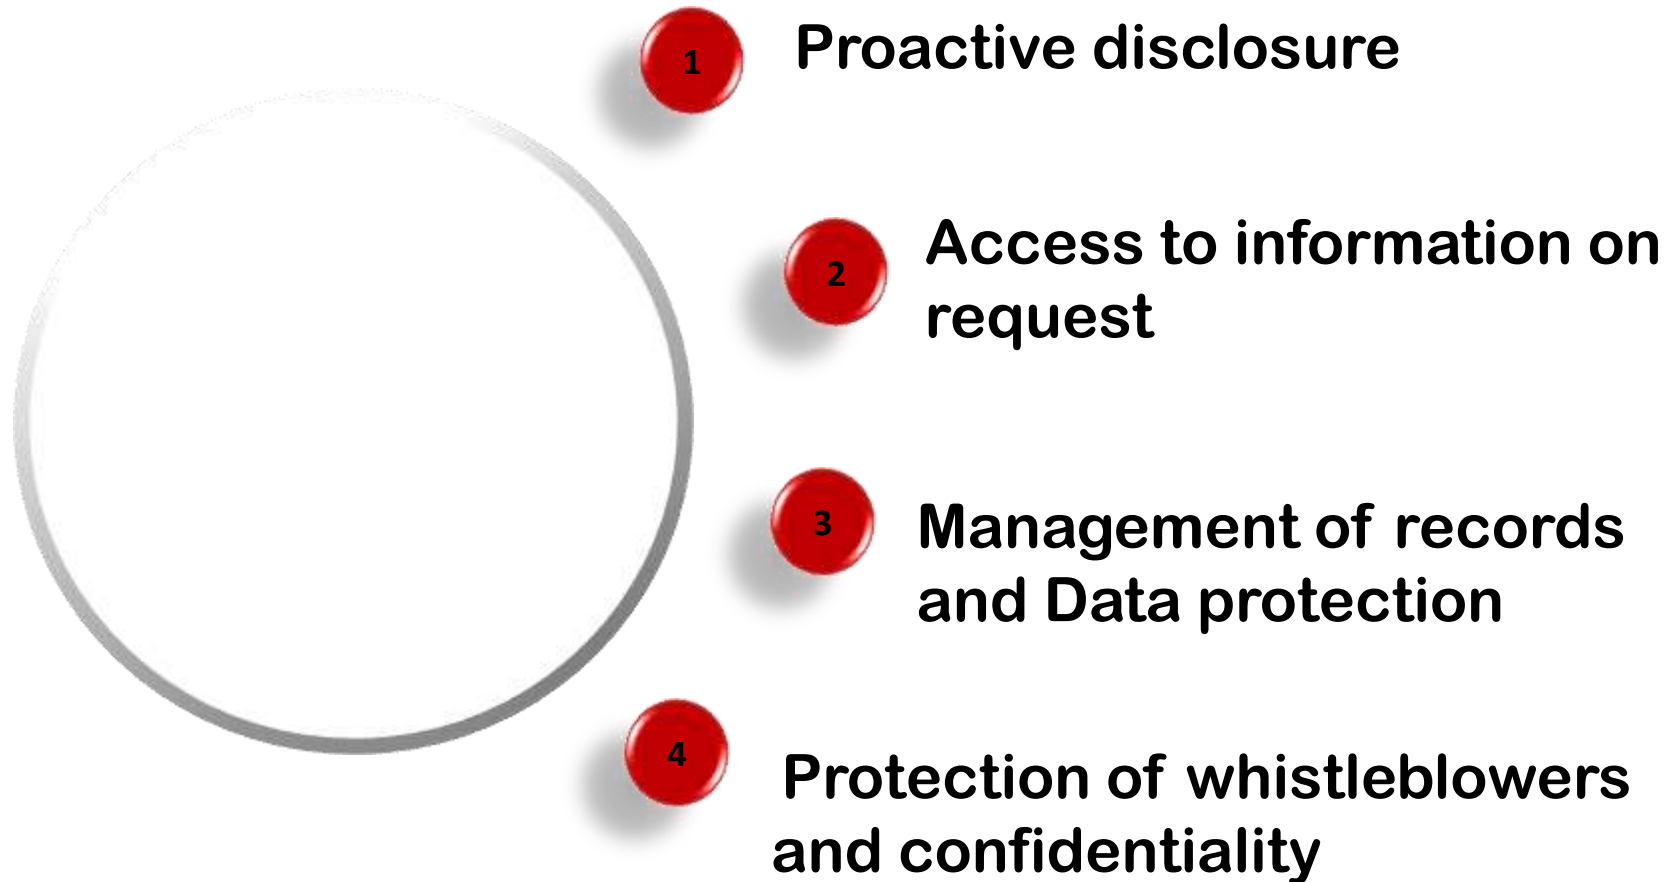 1 Proactive disclosure
2 Access to information on
request
3 Management of records
and Data protection
4 Protection of whistleblowers
and confidentiality